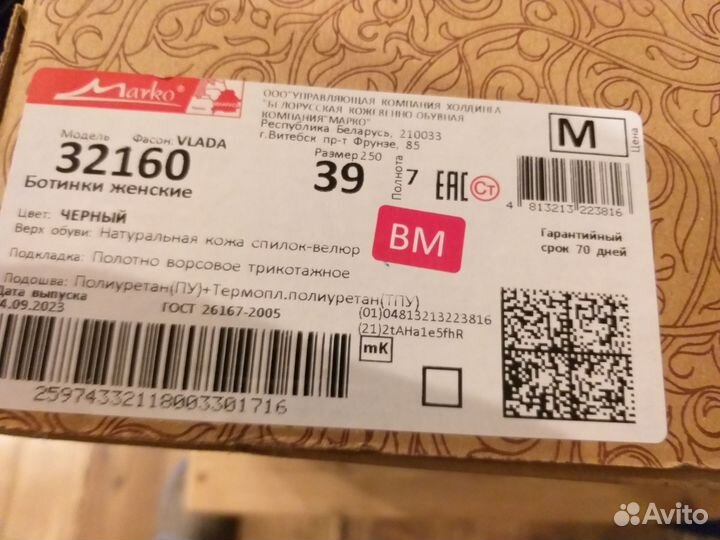 Marko®
ООО"УПРАВЛЯЮЩАЯ КОМПАНИЯ ХОЛДИНГА
"БЕЛОРУССКАЯ КОЖЕВЕННО-ОБУВНАЯ
КОМПАНИЯ"МАРКО"
Республика Беларусь, 210033
г.Витебск пр-т Фрунзе, 85
M
Цена
Модель
Фасон: VLADA
32160
Ботинки женские
Размер 250
39
Полнота
7
EAC
Ст
4 813213 223816
Цвет: ЧЕРНЫЙ
Верх обуви: Натуральная кожа спилок-велюр
Подкладка: Полотно ворсовое трикотажное
Подошва: Полиуретан(ПУ)+Термопл.полиуретан(ТПУ)
BM
Гарантийный
срок 70 дней
Дата выпуска
4.09.2023
ГОСТ 26167-2005
(01)04813213223816
(21)2tAHa1e5fhR
mK
25974332118003301716
Avito